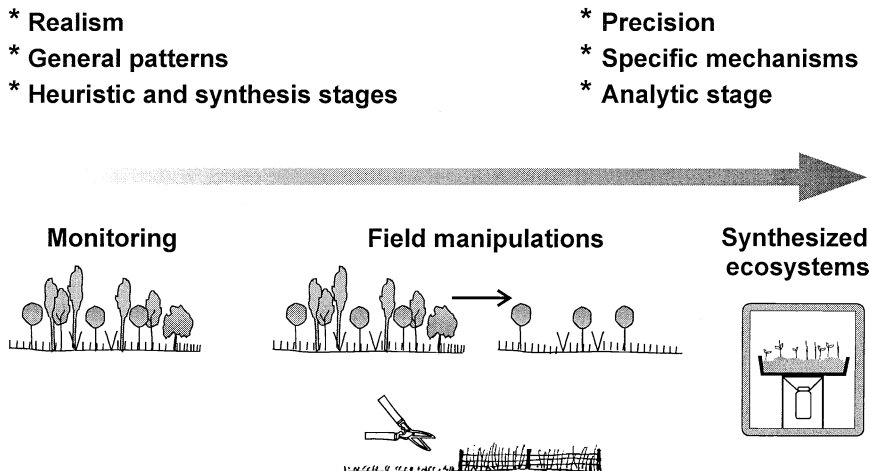 * Realism
* General patterns
* Heuristic and synthesis stages
* Precision
* Specific mechanisms
* Analytic stage
Monitoring
Field manipulations
Synthesized
ecosystems